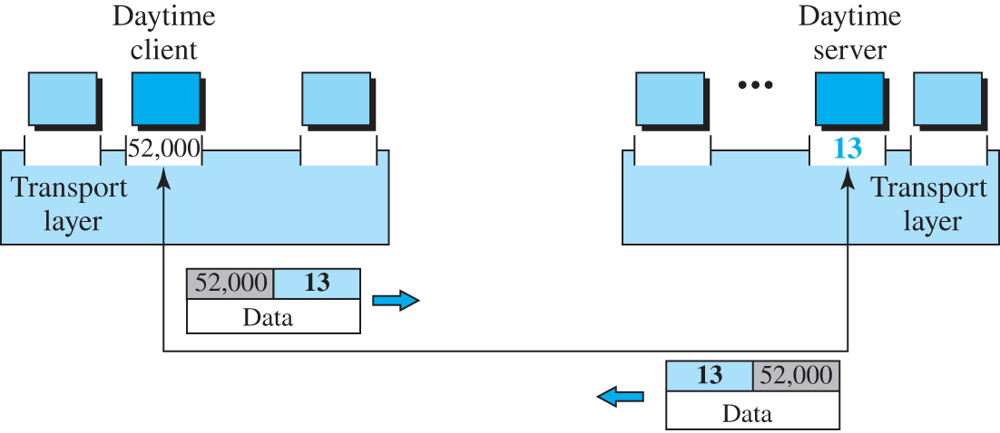 Daytime
client
Daytime
server
...
52,000
13
Transport
layer
Transport
layer
52,000 13
Data
13 52,000
Data